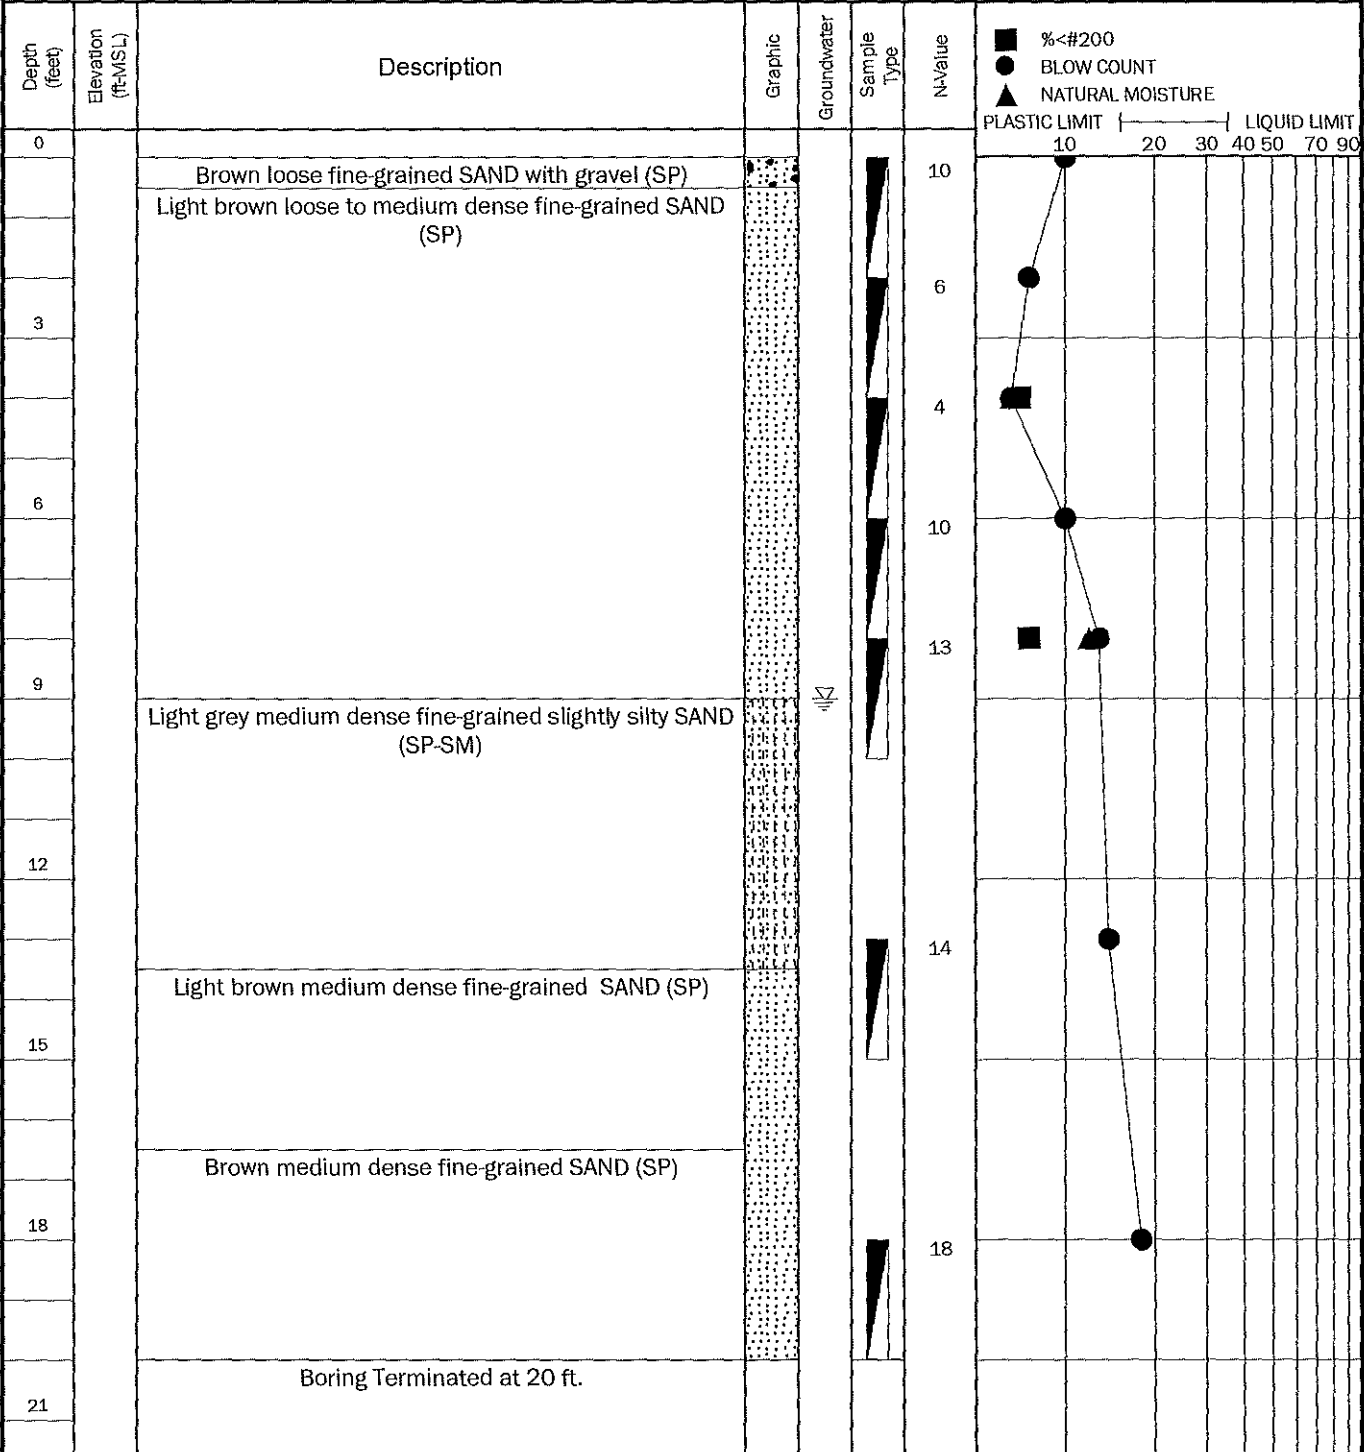 Depth
(feet)
Elevation
(ft-MSL)
Description
Graphic
Groundwater
Sample
Type
N-Value
%<#200
BLOW COUNT
NATURAL MOISTURE
PLASTIC LIMIT
LIQUID LIMIT
10 20 30 40 50 70 90
0
Brown loose fine-grained SAND with gravel (SP)
10
Light brown loose to medium dense fine-grained SAND
(SP)
6
3
4
6
10
13
9
Light grey medium dense fine-grained slightly silty SAND
(SP-SM)
12
14
Light brown medium dense fine-grained SAND (SP)
15
Brown medium dense fine-grained SAND (SP)
18
18
Boring Terminated at 20 ft.
21